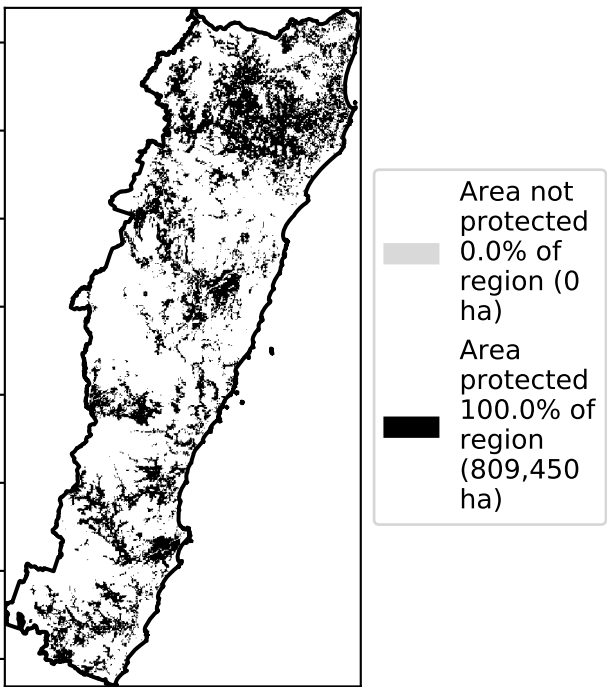 Area not
protected
0.0% of
region (0
ha)
Area
protected
100.0% of
region
(809,450
ha)